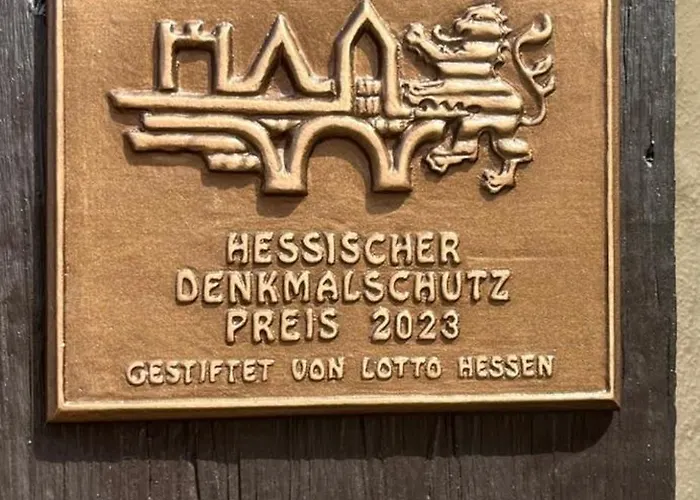 HESSISCHER
DENKMALSCHUTZ
PREIS 2023
GESTIFTET VON LOTTO HESSEN